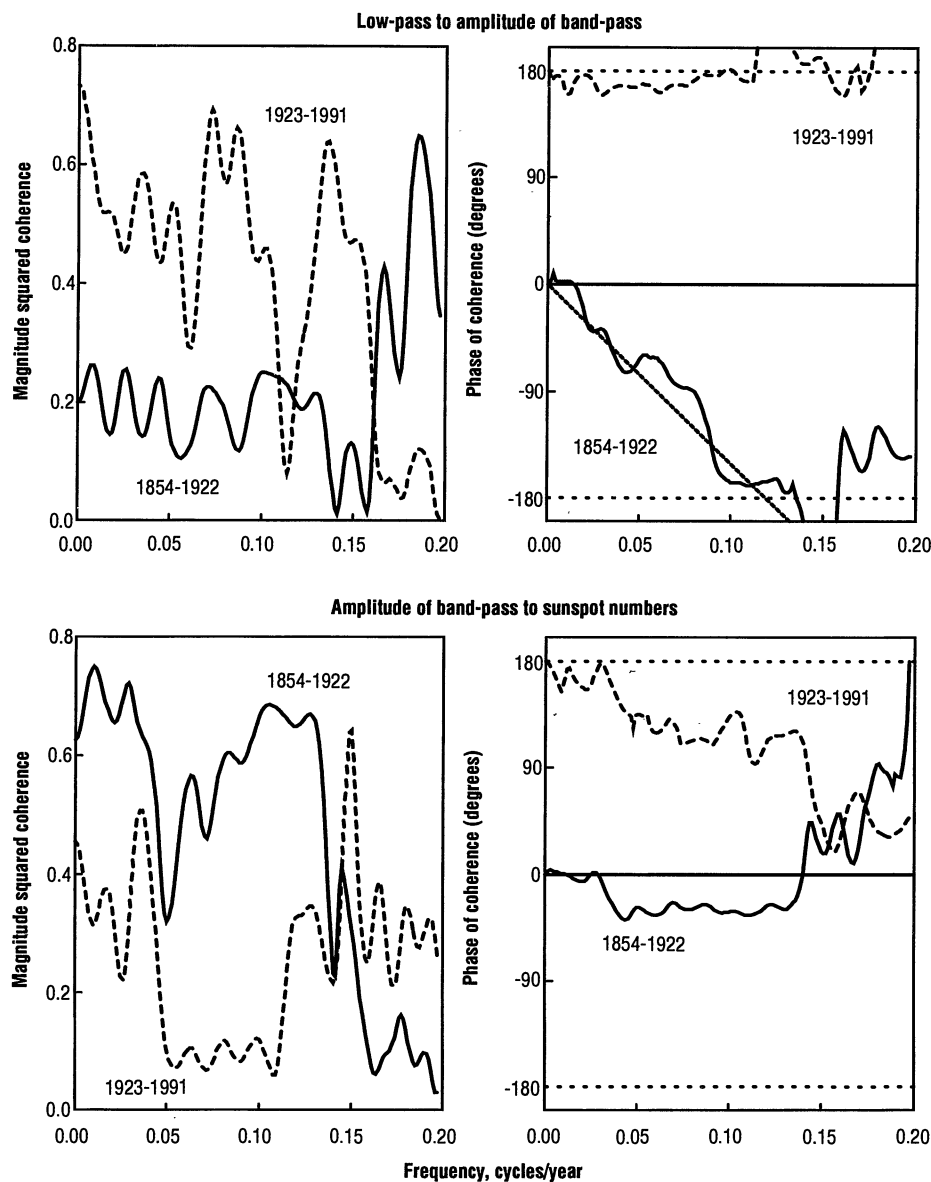 Low-pass to amplitude of band-pass
Magnitude squared coherence
0.8
0.6
0.4
0.2
0.0
0.00 0.05 0.10 0.15 0.20
1923-1991
1854-1922
Phase of coherence (degrees)
180
90
0
-90
-180
0.00 0.05 0.10 0.15 0.20
1923-1991
1854-1922
Amplitude of band-pass to sunspot numbers
Magnitude squared coherence
0.8
0.6
0.4
0.2
0.0
0.00 0.05 0.10 0.15 0.20
1854-1922
1923-1991
Phase of coherence (degrees)
180
90
0
-90
-180
0.00 0.05 0.10 0.15 0.20
1923-1991
1854-1922
Frequency, cycles/year